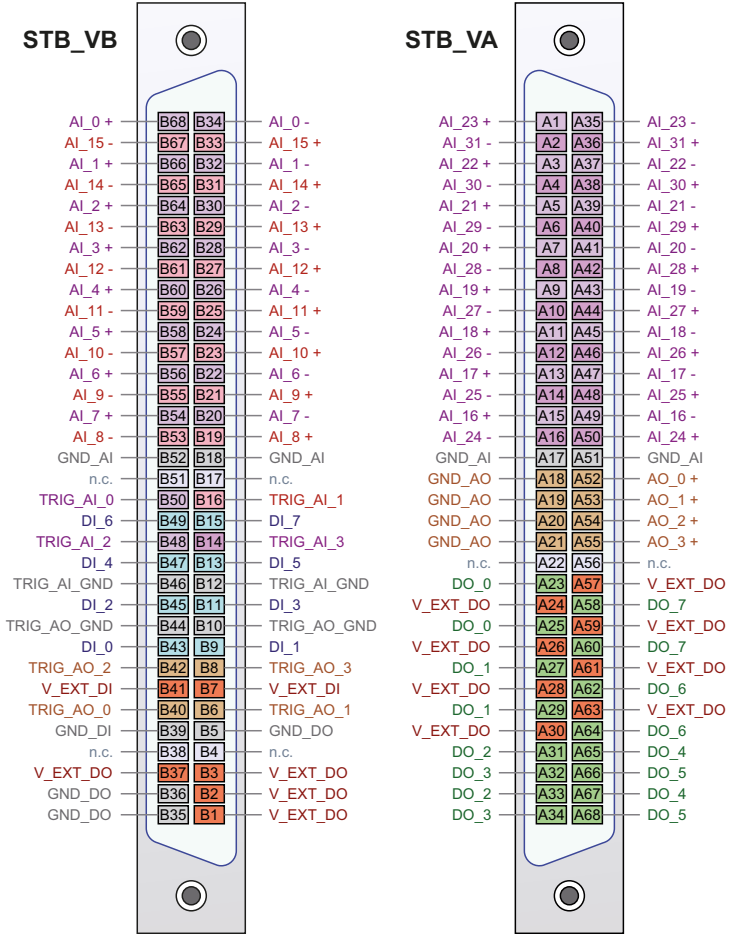 STB_VB STB_VA
AI_0 + B68 B34 AI_0 - AI_23 + A1 A35 AI_23 -
AI_15 - B67 B33 AI_15 + AI_31 - A2 A36 AI_31 +
AI_1 + B66 B32 AI_1 - AI_22 + A3 A37 AI_22 -
AI_14 - B65 B31 AI_14 + AI_30 - A4 A38 AI_30 +
AI_2 + B64 B30 AI_2 - AI_21 + A5 A39 AI_21 -
AI_13 - B63 B29 AI_13 + AI_29 - A6 A40 AI_29 +
AI_3 + B62 B28 AI_3 - AI_20 + A7 A41 AI_20 -
AI_12 - B61 B27 AI_12 + AI_28 - A8 A42 AI_28 +
AI_4 + B60 B26 AI_4 - AI_19 + A9 A43 AI_19 -
AI_11 - B59 B25 AI_11 + AI_27 - A10 A44 AI_27 +
AI_5 + B58 B24 AI_5 - AI_18 + A11 A45 AI_18 -
AI_10 - B57 B23 AI_10 + AI_26 - A12 A46 AI_26 +
AI_6 + B56 B22 AI_6 - AI_17 + A13 A47 AI_17 -
AI_9 - B55 B21 AI_9 + AI_25 - A14 A48 AI_25 +
AI_7 + B54 B20 AI_7 - AI_16 + A15 A49 AI_16 -
AI_8 - B53 B19 AI_8 + AI_24 - A16 A50 AI_24 +
GND_AI B52 B18 GND_AI GND_AI A17 A51 GND_AI
n.c. B51 B17 n.c. GND_AO A18 A52 AO_0 +
TRIG_AI_0 B50 B16 TRIG_AI_1 GND_AO A19 A53 AO_1 +
DI_6 B49 B15 DI_7 GND_AO A20 A54 AO_2 +
TRIG_AI_2 B48 B14 TRIG_AI_3 GND_AO A21 A55 AO_3 +
DI_4 B47 B13 DI_5 n.c. A22 A56 n.c.
TRIG_AI_GND B46 B12 TRIG_AI_GND DO_0 A23 A57 V_EXT_DO
DI_2 B45 B11 DI_3 V_EXT_DO A24 A58 DO_7
TRIG_AO_GND B44 B10 TRIG_AO_GND DO_0 A25 A59 V_EXT_DO
DI_0 B43 B9 DI_1 V_EXT_DO A26 A60 DO_7
TRIG_AO_2 B42 B8 TRIG_AO_3 DO_1 A27 A61 V_EXT_DO
V_EXT_DI B41 B7 V_EXT_DI V_EXT_DO A28 A62 DO_6
TRIG_AO_0 B40 B6 TRIG_AO_1 DO_1 A29 A63 V_EXT_DO
GND_DI B39 B5 GND_DO V_EXT_DO A30 A64 DO_6
n.c. B38 B4 n.c. DO_2 A31 A65 DO_4
V_EXT_DO B37 B3 V_EXT_DO DO_3 A32 A66 DO_5
GND_DO B36 B2 V_EXT_DO DO_2 A33 A67 DO_4
GND_DO B35 B1 V_EXT_DO DO_3 A34 A68 DO_5